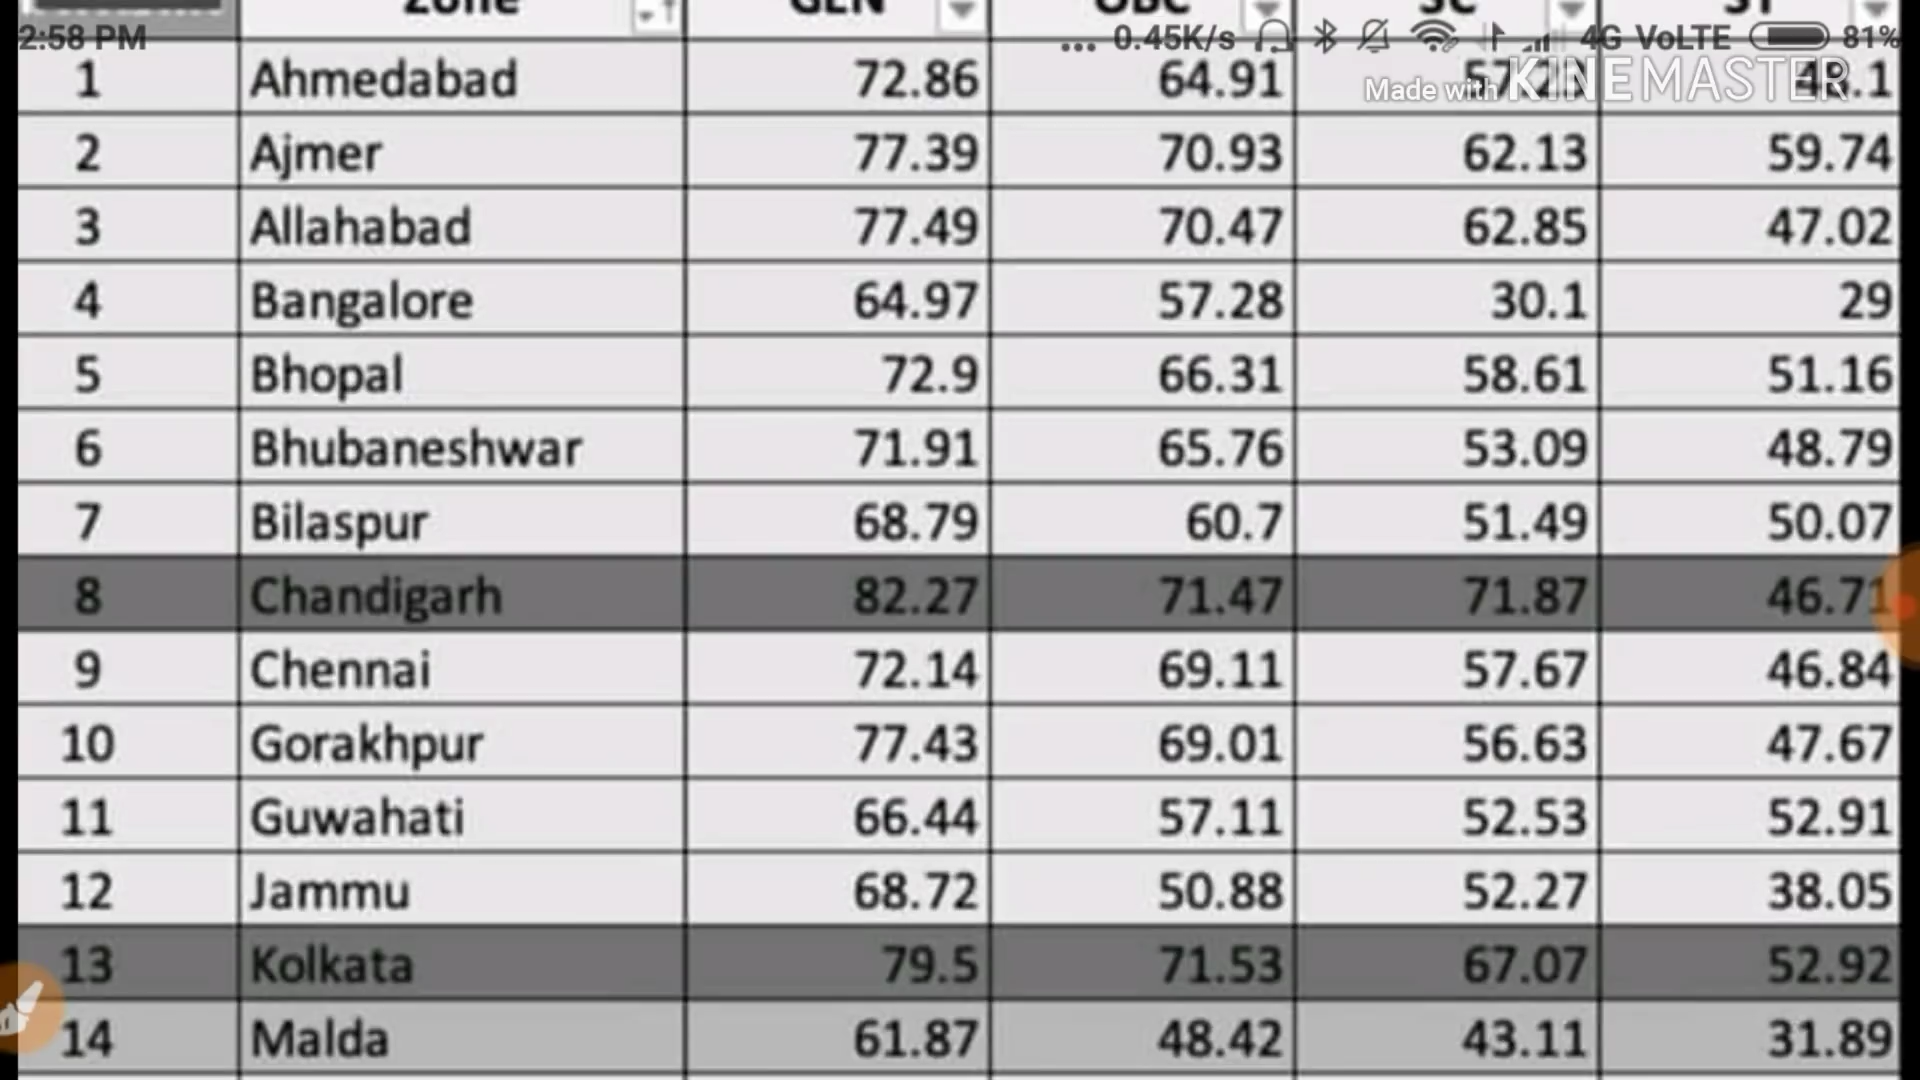 Zone GEN OBC SC ST
2:58 PM ... 0.45K/s 4G VoLTE 81%
Made with KINEMASTER
1 Ahmedabad 72.86 64.91
2 Ajmer 77.39 70.93 62.13 59.74
3 Allahabad 77.49 70.47 62.85 47.02
4 Bangalore 64.97 57.28 30.1 29
5 Bhopal 72.9 66.31 58.61 51.16
6 Bhubaneshwar 71.91 65.76 53.09 48.79
7 Bilaspur 68.79 60.7 51.49 50.07
8 Chandigarh 82.27 71.47 71.87 46.71
9 Chennai 72.14 69.11 57.67 46.84
10 Gorakhpur 77.43 69.01 56.63 47.67
11 Guwahati 66.44 57.11 52.53 52.91
12 Jammu 68.72 50.88 52.27 38.05
13 Kolkata 79.5 71.53 67.07 52.92
14 Malda 61.87 48.42 43.11 31.89